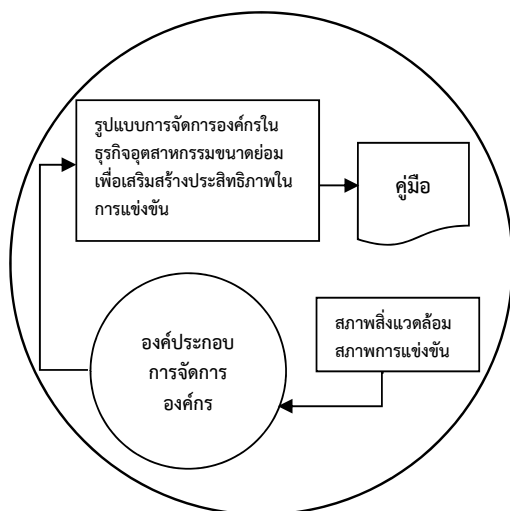 รูปแบบการจัดการองค์กรใน
ธุรกิจอุตสาหกรรมขนาดย่อม
เพื่อเสริมสร้างประสิทธิภาพใน
การแข่งขัน
คู่มือ
องค์ประกอบ
การจัดการ
องค์กร
สภาพสิ่งแวดล้อม
สภาพการแข่งขัน